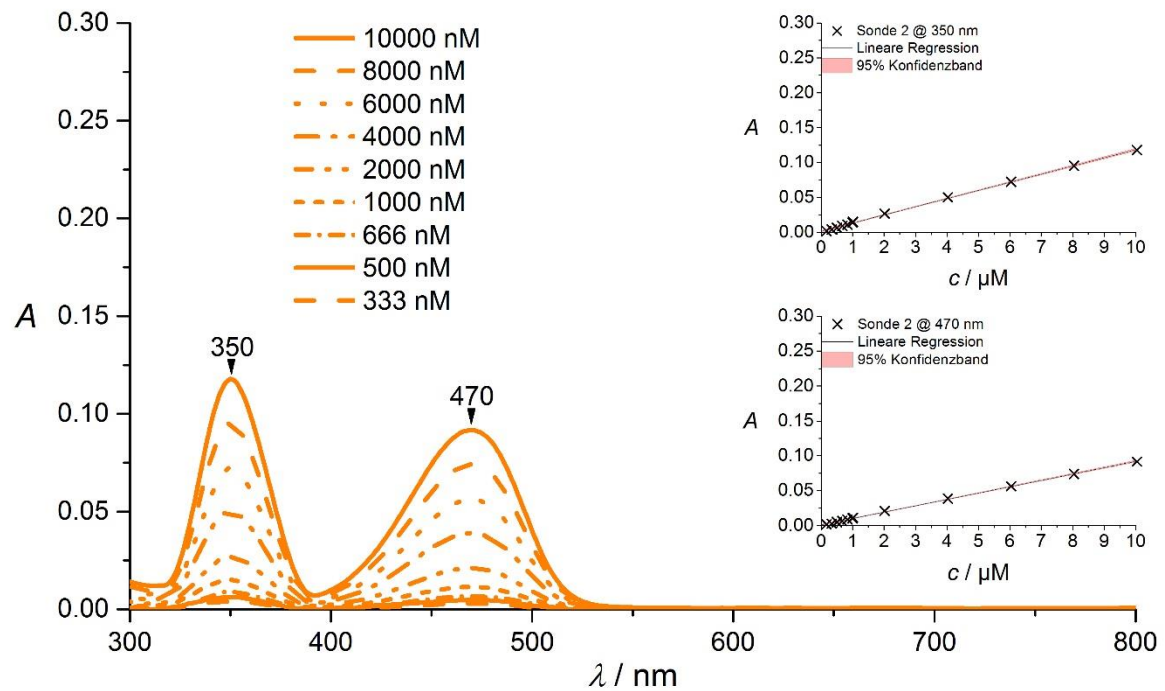 0.30
0.25
0.20
0.15
0.10
0.05
0.00
A
300
400
500
600
700
800
λ / nm
10000 nM
8000 nM
6000 nM
4000 nM
2000 nM
1000 nM
666 nM
500 nM
333 nM
350
470
0.30
0.25
0.20
0.15
0.10
0.05
0.00
A
Sonde 2 @ 350 nm
Lineare Regression
95% Konfidenzband
0 1 2 3 4 5 6 7 8 9 10
c / µM
0.30
0.25
0.20
0.15
0.10
0.05
0.00
A
Sonde 2 @ 470 nm
Lineare Regression
95% Konfidenzband
0 1 2 3 4 5 6 7 8 9 10
c / µM